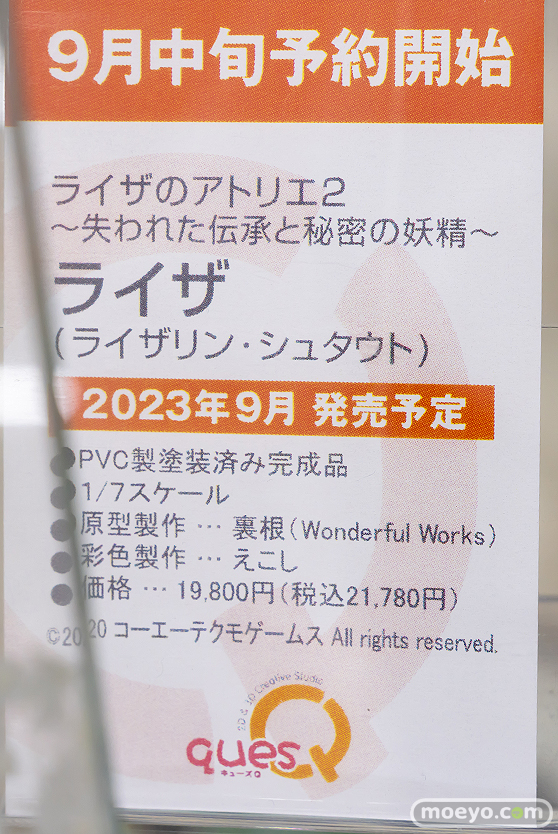 9月中旬予約開始
ライザのアトリエ2
～失われた伝承と秘密の妖精～
ライザ
(ライザリン・シュタウト)
2023年9月 発売予定
●PVC製塗装済み完成品
●1/7スケール
●原型製作 … 裏根(Wonderful Works)
●彩色製作 … えこし
●価格 … 19,800円(税込21,780円)
©2020 コーエーテクモゲームス All rights reserved.
2D & 3D Creative Studio
quesQ
キューズQ
moeyo.com